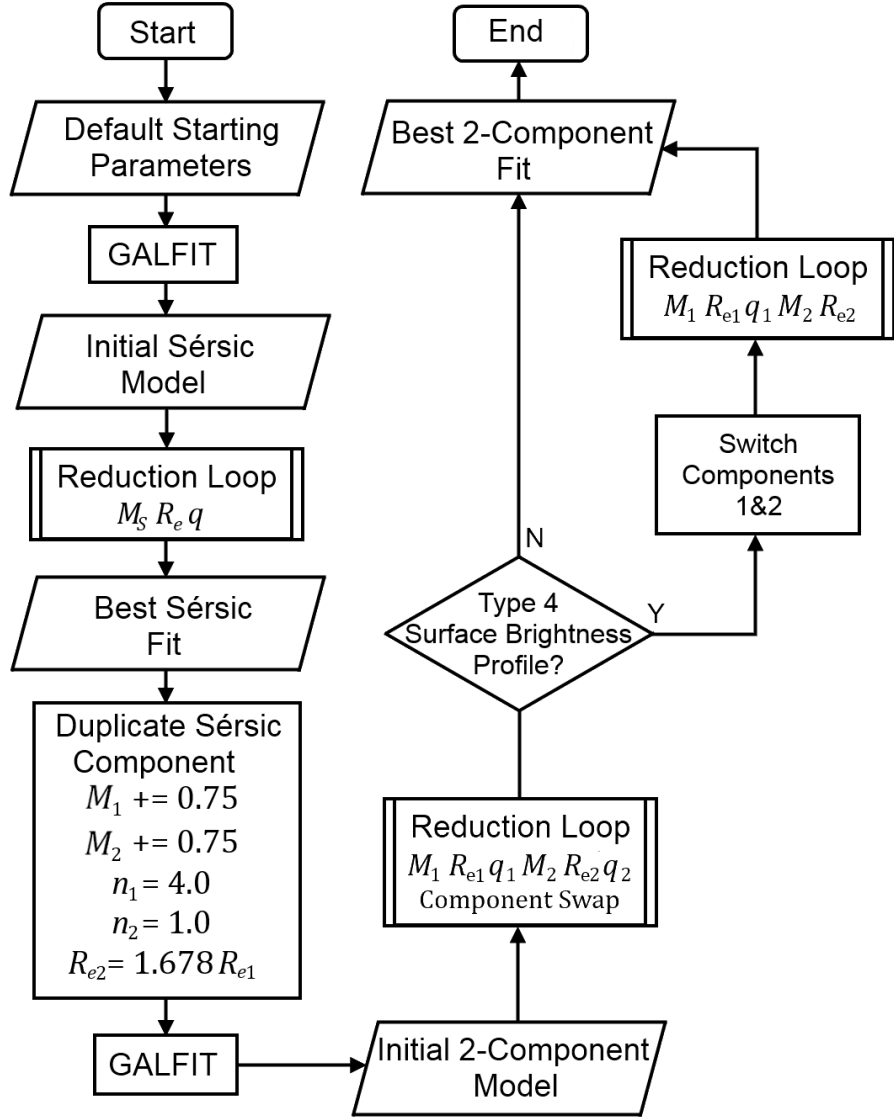 Start
Default Starting
Parameters
GALFIT
Initial Sérsic
Model
Reduction Loop
M_S R_e q
Best Sérsic
Fit
Duplicate Sérsic
Component
M_1 += 0.75
M_2 += 0.75
n_1 = 4.0
n_2 = 1.0
R_e2 = 1.678 R_e1
GALFIT
Initial 2-Component
Model
Reduction Loop
M_1 R_e1 q_1 M_2 R_e2 q_2
Component Swap
Type 4
Surface Brightness
Profile?
N
Y
Switch
Components
1&2
Reduction Loop
M_1 R_e1 q_1 M_2 R_e2
Best 2-Component
Fit
End